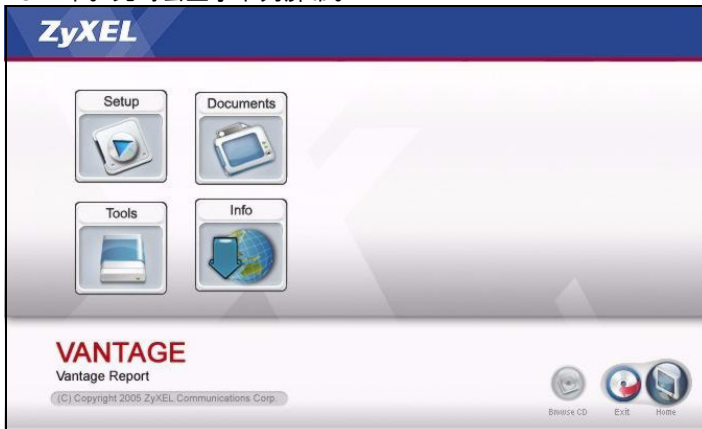 ZyXEL
Setup
Documents
Tools
Info
VANTAGE
Vantage Report
(C) Copyright 2005 ZyXEL Communications Corp.
Browse CD
Exit
Home